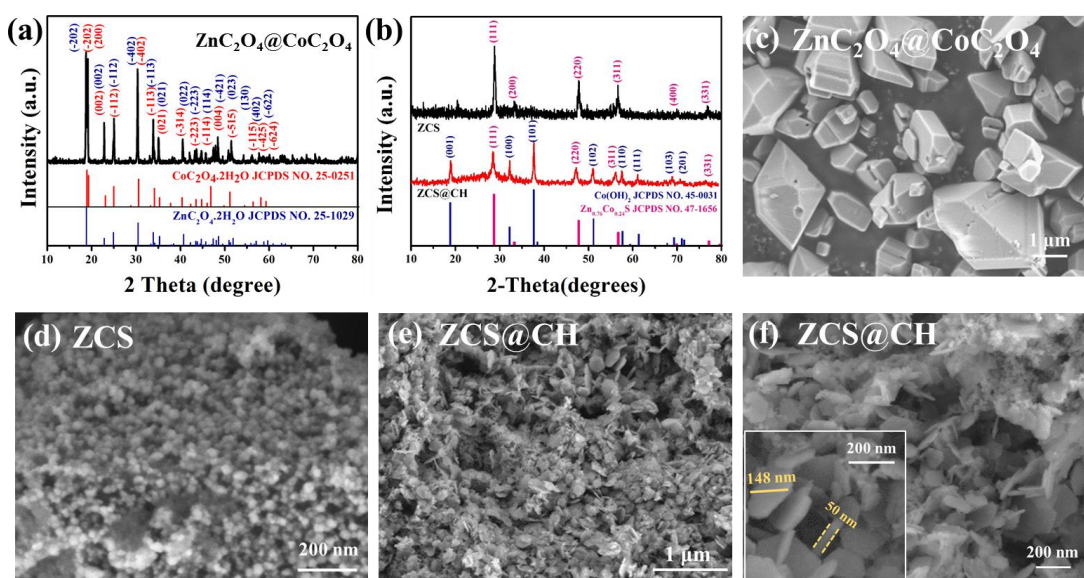 (a)
ZnC₂O₄@CoC₂O₄
Intensity (a.u.)
(-202)
(-202)
(200)
(002)
(002)
(-112)
(-112)
(-402)
(-402)
(-113)
(-113)
(021)
(021)
(-314)
(022)
(-223)
(-223)
(-114)
(114)
(004)
(-421)
(-515)
(023)
(130)
(-115)
(402)
(-425)
(-622)
(-624)
CoC₂O₄.2H₂O JCPDS NO. 25-0251
ZnC₂O₄.2H₂O JCPDS NO. 25-1029
10 20 30 40 50 60 70 80
2 Theta (degree)
(b)
Intensity (a.u.)
(111)
(200)
(220)
(311)
(400)
(331)
ZCS
(001)
(111)
(100)
(101)
(220)
(102)
(311)
(110)
(111)
(103)
(201)
(331)
ZCS@CH
Co(OH)₂ JCPDS NO. 45-0031
Zn₀.₇₆Co₀.₂₄S JCPDS NO. 47-1656
10 20 30 40 50 60 70 80
2-Theta(degrees)
(c) ZnC₂O₄@CoC₂O₄
1 μm
(d) ZCS
200 nm
(e) ZCS@CH
1 μm
(f) ZCS@CH
200 nm
148 nm
50 nm
200 nm